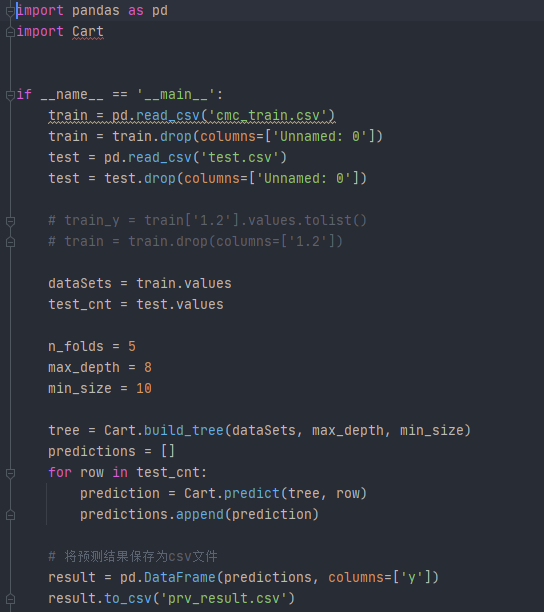 import pandas as pd
import Cart
if __name__ == '__main__':
    train = pd.read_csv('cmc_train.csv')
    train = train.drop(columns=['Unnamed: 0'])
    test = pd.read_csv('test.csv')
    test = test.drop(columns=['Unnamed: 0'])
    # train_y = train['1.2'].values.tolist()
    # train = train.drop(columns=['1.2'])
    dataSets = train.values
    test_cnt = test.values
    n_folds = 5
    max_depth = 8
    min_size = 10
    tree = Cart.build_tree(dataSets, max_depth, min_size)
    predictions = []
    for row in test_cnt:
        prediction = Cart.predict(tree, row)
        predictions.append(prediction)
    # 将预测结果保存为csv文件
    result = pd.DataFrame(predictions, columns=['y'])
    result.to_csv('prv_result.csv')